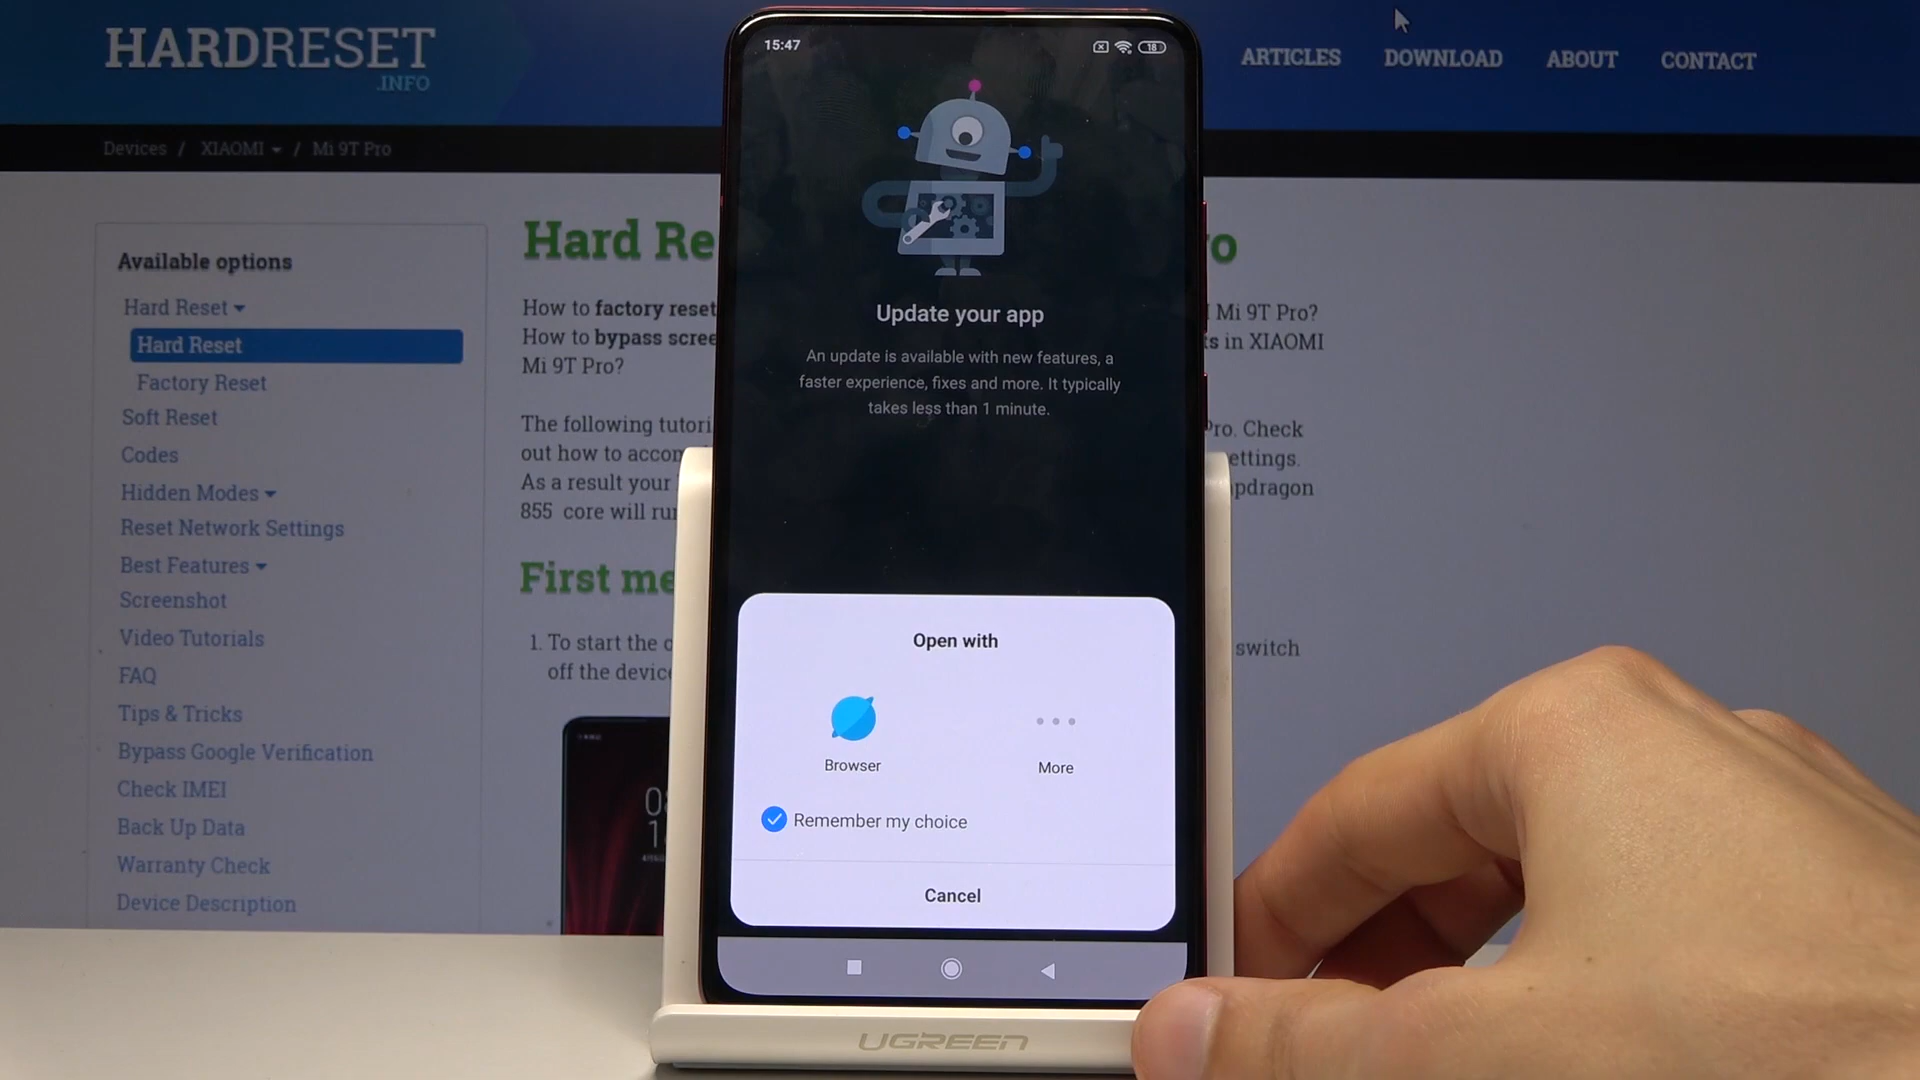 HARDRESET
.INFO
ARTICLES DOWNLOAD ABOUT CONTACT
Devices / XIAOMI / Mi 9T Pro
Available options
Hard Reset
Hard Reset
Factory Reset
Soft Reset
Codes
Hidden Modes
Reset Network Settings
Best Features
Screenshot
Video Tutorials
FAQ
Tips & Tricks
Bypass Google Verification
Check IMEI
Back Up Data
Warranty Check
Device Description
Hard Re
o
How to factory reset
Mi 9T Pro?
How to bypass scree
ts in XIAOMI
Mi 9T Pro?
The following tutori
Pro. Check
out how to accom
ettings.
As a result your
pdragon
855 core will run
First me
1. To start the
switch
off the device
15:47
18
Update your app
An update is available with new features, a
faster experience, fixes and more. It typically
takes less than 1 minute.
Open with
Browser
More
Remember my choice
Cancel
UGREEN